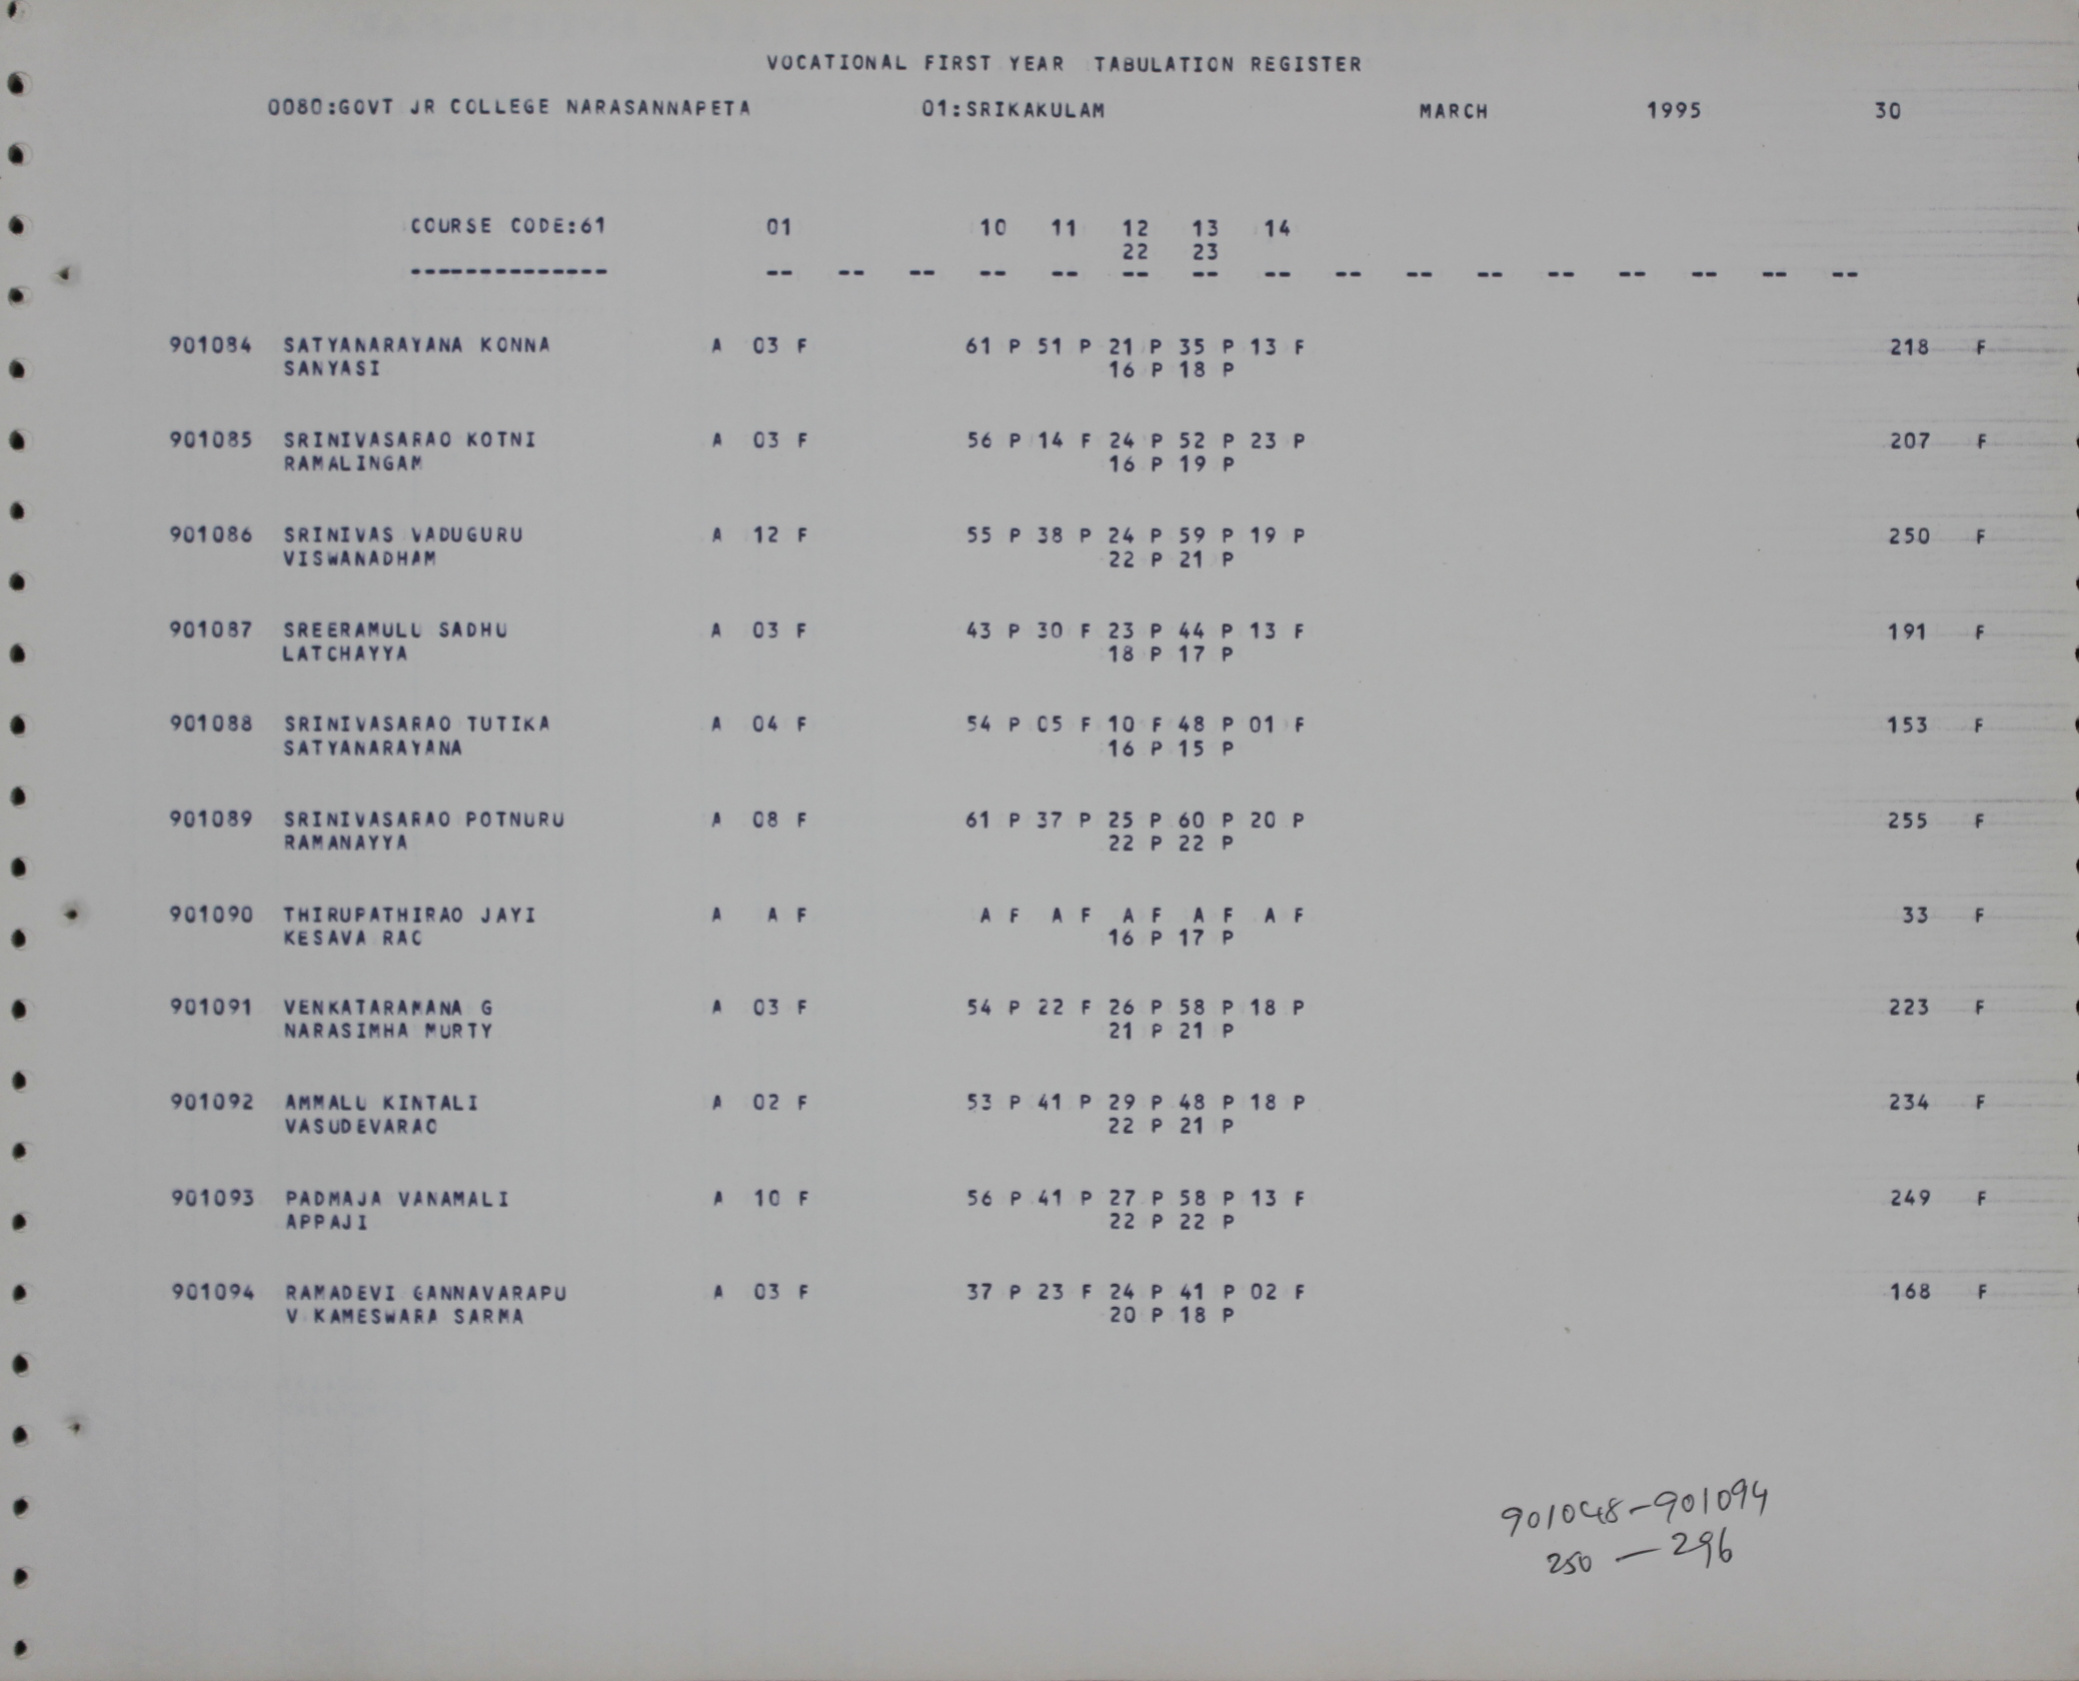 VOCATIONAL FIRST YEAR TABULATION REGISTER
0080:GOVT JR COLLEGE NARASANNAPETA 01:SRIKAKULAM MARCH 1995 30
COURSE CODE:61 01 10 11 12 13 14
22 23
-------------- -- -- -- -- -- -- -- -- -- -- -- -- -- -- -- --
901084 SATYANARAYANA KONNA A 03 F 61 P 51 P 21 P 35 P 13 F 218 F
SANYASI 16 P 18 P
901085 SRINIVASARAO KOTNI A 03 F 56 P 14 F 24 P 52 P 23 P 207 F
RAMALINGAM 16 P 19 P
901086 SRINIVAS VADUGURU A 12 F 55 P 38 P 24 P 59 P 19 P 250 F
VISWANADHAM 22 P 21 P
901087 SREERAMULU SADHU A 03 F 43 P 30 F 23 P 44 P 13 F 191 F
LATCHAYYA 18 P 17 P
901088 SRINIVASARAO TUTIKA A 04 F 54 P 05 F 10 F 48 P 01 F 153 F
SATYANARAYANA 16 P 15 P
901089 SRINIVASARAO POTNURU A 08 F 61 P 37 P 25 P 60 P 20 P 255 F
RAMANAYYA 22 P 22 P
901090 THIRUPATHIRAO JAYI A A F A F A F A F A F A F 33 F
KESAVA RAO 16 P 17 P
901091 VENKATARAMANA G A 03 F 54 P 22 F 26 P 58 P 18 P 223 F
NARASIMHA MURTY 21 P 21 P
901092 AMMALU KINTALI A 02 F 53 P 41 P 29 P 48 P 18 P 234 F
VASUDEVARAO 22 P 21 P
901093 PADMAJA VANAMALI A 10 F 56 P 41 P 27 P 58 P 13 F 249 F
APPAJI 22 P 22 P
901094 RAMADEVI GANNAVARAPU A 03 F 37 P 23 F 24 P 41 P 02 F 168 F
V KAMESWARA SARMA 20 P 18 P
901048-901094
250 — 296